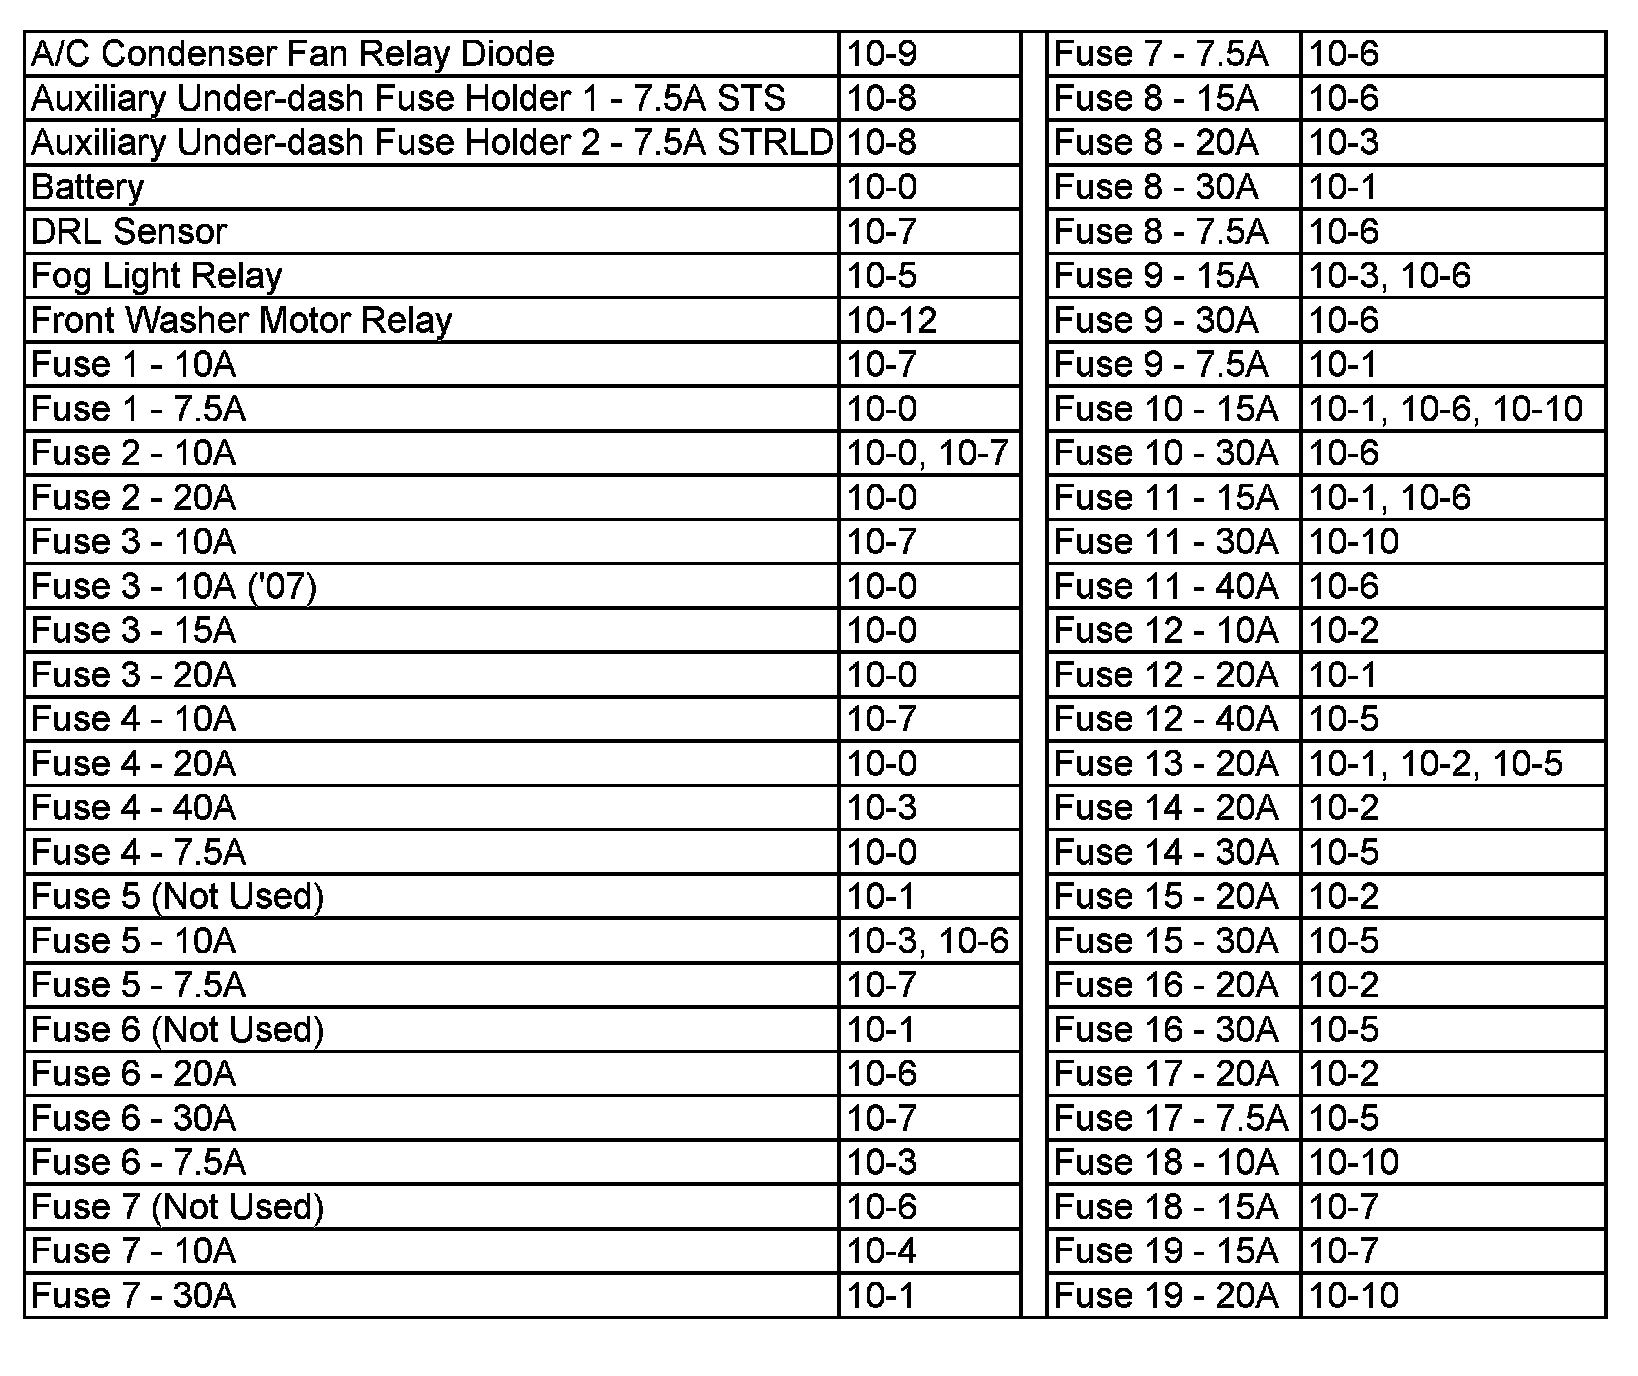 A/C Condenser Fan Relay Diode 10-9 Fuse 7 - 7.5A 10-6
Auxiliary Under-dash Fuse Holder 1 - 7.5A STS 10-8 Fuse 8 - 15A 10-6
Auxiliary Under-dash Fuse Holder 2 - 7.5A STRLD 10-8 Fuse 8 - 20A 10-3
Battery 10-0 Fuse 8 - 30A 10-1
DRL Sensor 10-7 Fuse 8 - 7.5A 10-6
Fog Light Relay 10-5 Fuse 9 - 15A 10-3, 10-6
Front Washer Motor Relay 10-12 Fuse 9 - 30A 10-6
Fuse 1 - 10A 10-7 Fuse 9 - 7.5A 10-1
Fuse 1 - 7.5A 10-0 Fuse 10 - 15A 10-1, 10-6, 10-10
Fuse 2 - 10A 10-0, 10-7 Fuse 10 - 30A 10-6
Fuse 2 - 20A 10-0 Fuse 11 - 15A 10-1, 10-6
Fuse 3 - 10A 10-7 Fuse 11 - 30A 10-10
Fuse 3 - 10A ('07) 10-0 Fuse 11 - 40A 10-6
Fuse 3 - 15A 10-0 Fuse 12 - 10A 10-2
Fuse 3 - 20A 10-0 Fuse 12 - 20A 10-1
Fuse 4 - 10A 10-7 Fuse 12 - 40A 10-5
Fuse 4 - 20A 10-0 Fuse 13 - 20A 10-1, 10-2, 10-5
Fuse 4 - 40A 10-3 Fuse 14 - 20A 10-2
Fuse 4 - 7.5A 10-0 Fuse 14 - 30A 10-5
Fuse 5 (Not Used) 10-1 Fuse 15 - 20A 10-2
Fuse 5 - 10A 10-3, 10-6 Fuse 15 - 30A 10-5
Fuse 5 - 7.5A 10-7 Fuse 16 - 20A 10-2
Fuse 6 (Not Used) 10-1 Fuse 16 - 30A 10-5
Fuse 6 - 20A 10-6 Fuse 17 - 20A 10-2
Fuse 6 - 30A 10-7 Fuse 17 - 7.5A 10-5
Fuse 6 - 7.5A 10-3 Fuse 18 - 10A 10-10
Fuse 7 (Not Used) 10-6 Fuse 18 - 15A 10-7
Fuse 7 - 10A 10-4 Fuse 19 - 15A 10-7
Fuse 7 - 30A 10-1 Fuse 19 - 20A 10-10